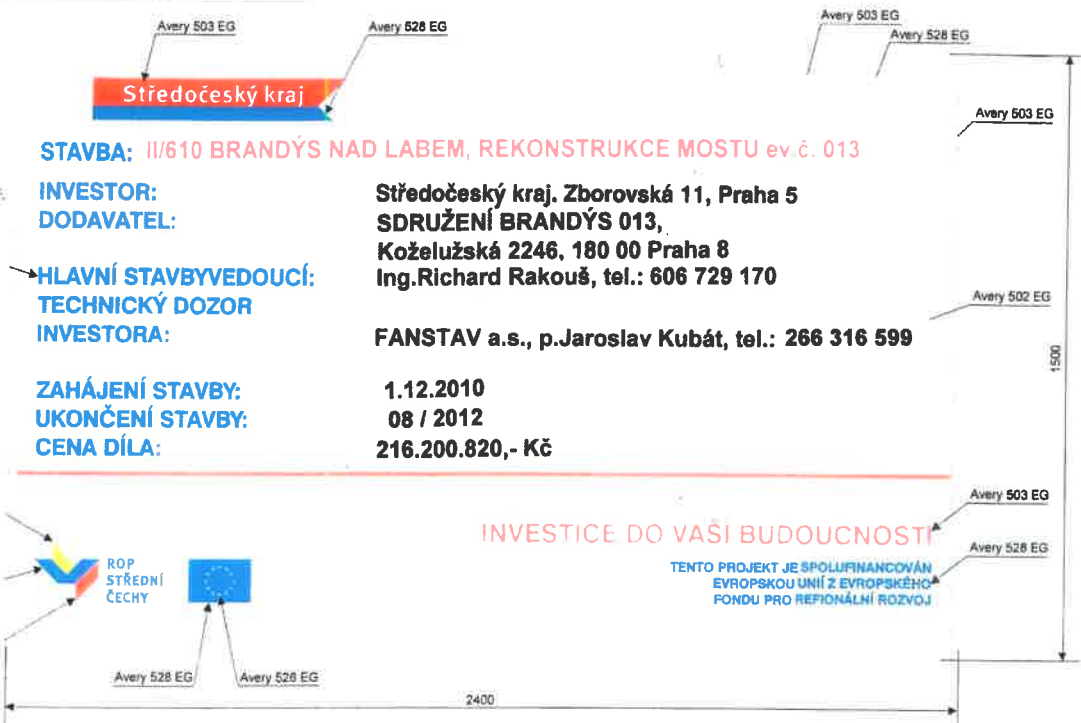 Avery 503 EG
Avery 528 EG
Avery 503 EG
Avery 528 EG
Středočeský kraj
Avery 503 EG
STAVBA: II/610 BRANDÝS NAD LABEM, REKONSTRUKCE MOSTU ev.č. 013
INVESTOR: Středočeský kraj. Zborovská 11, Praha 5
DODAVATEL: SDRUŽENÍ BRANDÝS 013,
Koželužská 2246, 180 00 Praha 8
HLAVNÍ STAVBYVEDOUCÍ: Ing.Richard Rakouš, tel.: 606 729 170
TECHNICKÝ DOZOR
INVESTORA: FANSTAV a.s., p.Jaroslav Kubát, tel.: 266 316 599
Avery 502 EG
1500
ZAHÁJENÍ STAVBY: 1.12.2010
UKONČENÍ STAVBY: 08 / 2012
CENA DÍLA: 216.200.820,- Kč
Avery 503 EG
INVESTICE DO VAŠÍ BUDOUCNOSTI
Avery 528 EG
ROP
STŘEDNÍ
ČECHY
TENTO PROJEKT JE SPOLUFINANCOVÁN
EVROPSKOU UNIÍ Z EVROPSKÉHO
FONDU PRO REFIONÁLNÍ ROZVOJ
Avery 528 EG
Avery 526 EG
2400